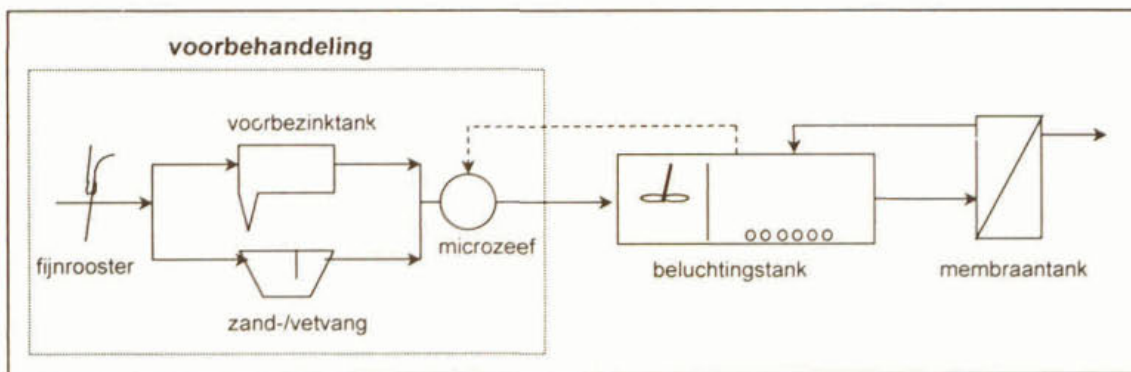 voorbehandeling
voorbezinktank
fijnrooster
zand-/vetvang
microzeef
beluchtingstank
membraantank